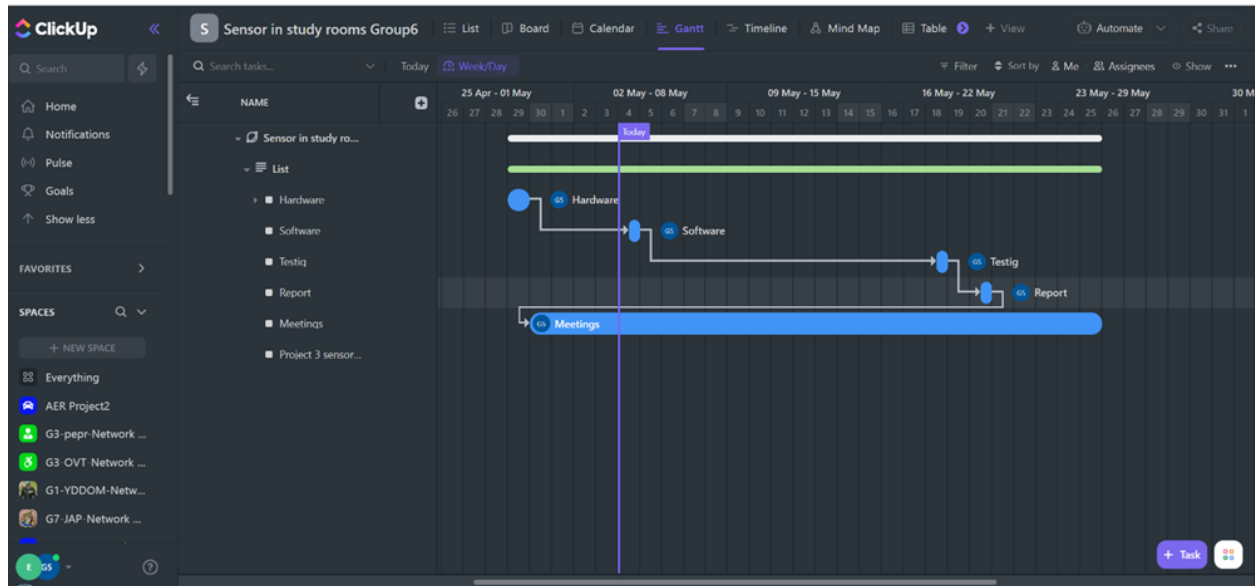 ClickUp
Search
Home
Notifications
Pulse
Goals
Show less
FAVORITES
SPACES
+ NEW SPACE
Everything
AER Project2
G3-pepr-Network ...
G3-OVT-Network ...
G1-YDDOM-Netw...
G7-JAP-Network ...
E GS
S Sensor in study rooms Group6 List Board Calendar Gantt Timeline Mind Map Table + View Automate Share
Search tasks... Today Week/Day Filter Sort by Me Assignees Show
NAME
25 Apr - 01 May 02 May - 08 May 09 May - 15 May 16 May - 22 May 23 May - 29 May 30 M
26 27 28 29 30 1 2 3 4 5 6 7 8 9 10 11 12 13 14 15 16 17 18 19 20 21 22 23 24 25 26 27 28 29 30 31 1
Today
Sensor in study ro...
List
Hardware GS Hardware
Software GS Software
Testig GS Testig
Report GS Report
Meetings GS Meetings
Project 3 sensor...
+ Task